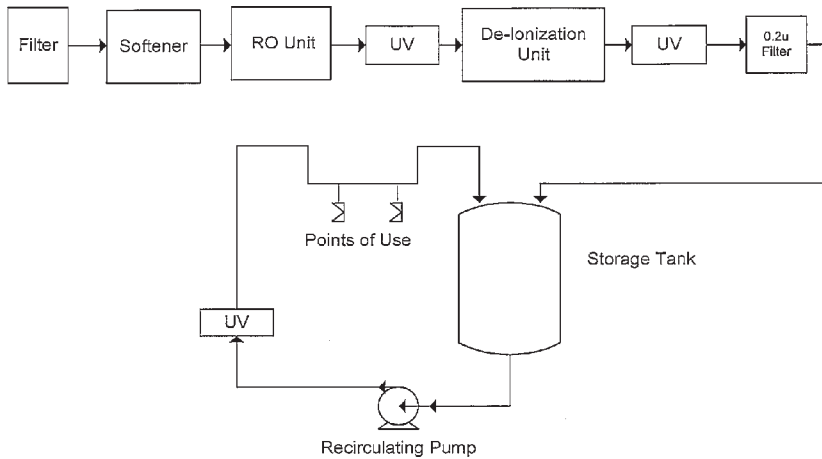 Filter
Softener
RO Unit
UV
De-Ionization
Unit
UV
0.2u
Filter
Points of Use
Storage Tank
UV
Recirculating Pump